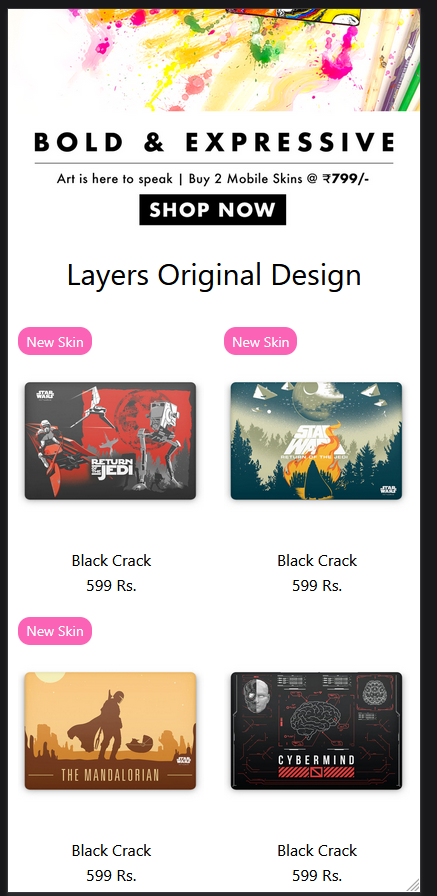 BOLD & EXPRESSIVE
Art is here to speak | Buy 2 Mobile Skins @ ₹799/-
SHOP NOW
Layers Original Design
New Skin
New Skin
STAR WARS
RETURN OF THE JEDI
STAR WARS
RETURN OF THE JEDI
STAR WARS
Black Crack
599 Rs.
Black Crack
599 Rs.
New Skin
THE MANDALORIAN
STAR WARS
CYBERMIND
Black Crack
599 Rs.
Black Crack
599 Rs.